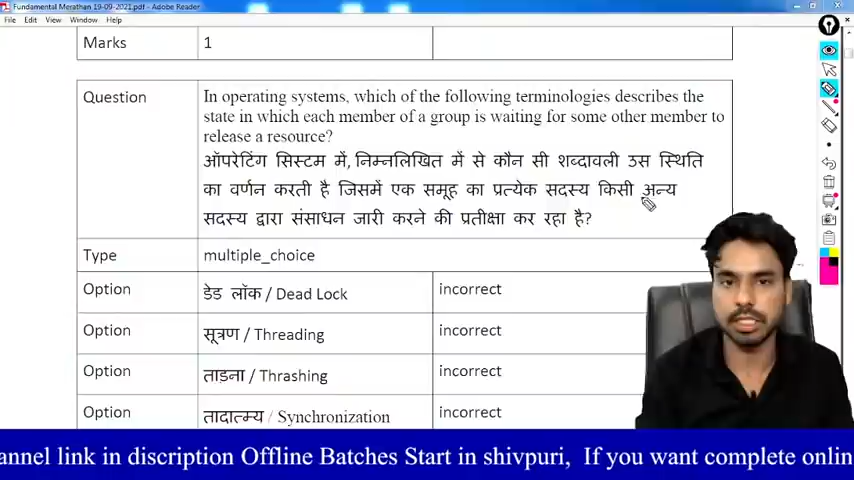 Fundamental Merathan 19-09-2021.pdf - Adobe Reader
File Edit View Window Help
Marks 1
Question In operating systems, which of the following terminologies describes the
state in which each member of a group is waiting for some other member to
release a resource?
ऑपरेटिंग सिस्टम में, निम्नलिखित में से कौन सी शब्दावली उस स्थिति
का वर्णन करती है जिसमें एक समूह का प्रत्येक सदस्य किसी अन्य
सदस्य द्वारा संसाधन जारी करने की प्रतीक्षा कर रहा है?
Type multiple_choice
Option डेड लॉक / Dead Lock incorrect
Option सूत्रण / Threading incorrect
Option ताड़ना / Thrashing incorrect
Option तादात्म्य / Synchronization incorrect
annel link in discription Offline Batches Start in shivpuri, If you want complete onlin